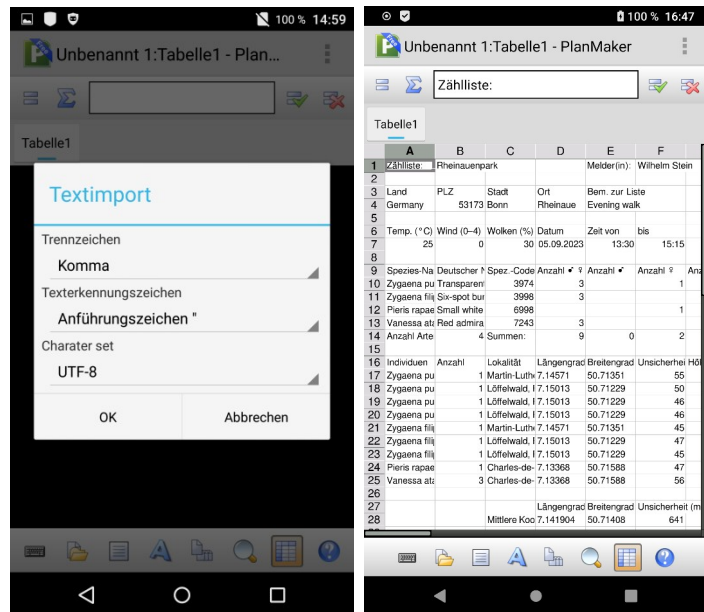 100 % 14:59
Unbenannt 1:Tabelle1 - Plan...
Tabelle1
Textimport
Trennzeichen
Komma
Texterkennungszeichen
Anführungszeichen "
Charater set
UTF-8
OK Abbrechen
100 % 16:47
Unbenannt 1:Tabelle1 - PlanMaker
Zählliste:
Tabelle1
A B C D E F
1 Zählliste: Rheinauenpark Melder(in): Wilhelm Stein
2
3 Land PLZ Stadt Ort Bem. zur Liste
4 Germany 53173 Bonn Rheinaue Evening walk
5
6 Temp. (°C) Wind (0–4) Wolken (%) Datum Zeit von bis
7 25 0 30 05.09.2023 13:30 15:15
8
9 Spezies-Na Deutscher N Spez.-Code Anzahl ♂ ♀ Anzahl ♂ Anzahl ♀ Anz
10 Zygaena pu Transparen 3974 3 1
11 Zygaena fili Six-spot bur 3998 3
12 Pieris rapae Small white 6998 1
13 Vanessa ata Red admira 7243 3
14 Anzahl Arte 4 Summen: 9 0 2
15
16 Individuen Anzahl Lokalität Längengrad Breitengrad Unsicherhei Höl
17 Zygaena pu 1 Martin-Luth 7.14571 50.71351 55
18 Zygaena pu 1 Löffelwald, 7.15013 50.71229 50
19 Zygaena pu 1 Löffelwald, 7.15013 50.71229 46
20 Zygaena pu 1 Löffelwald, 7.15013 50.71229 46
21 Zygaena fili 1 Martin-Luth 7.14571 50.71351 45
22 Zygaena fili 1 Löffelwald, 7.15013 50.71229 47
23 Zygaena fili 1 Löffelwald, 7.15013 50.71229 45
24 Pieris rapae 1 Charles-de- 7.13368 50.71588 47
25 Vanessa ata 3 Charles-de- 7.13368 50.71588 56
26
27 Längengrad Breitengrad Unsicherheit (m
28 Mittlere Koo 7.141904 50.71408 641